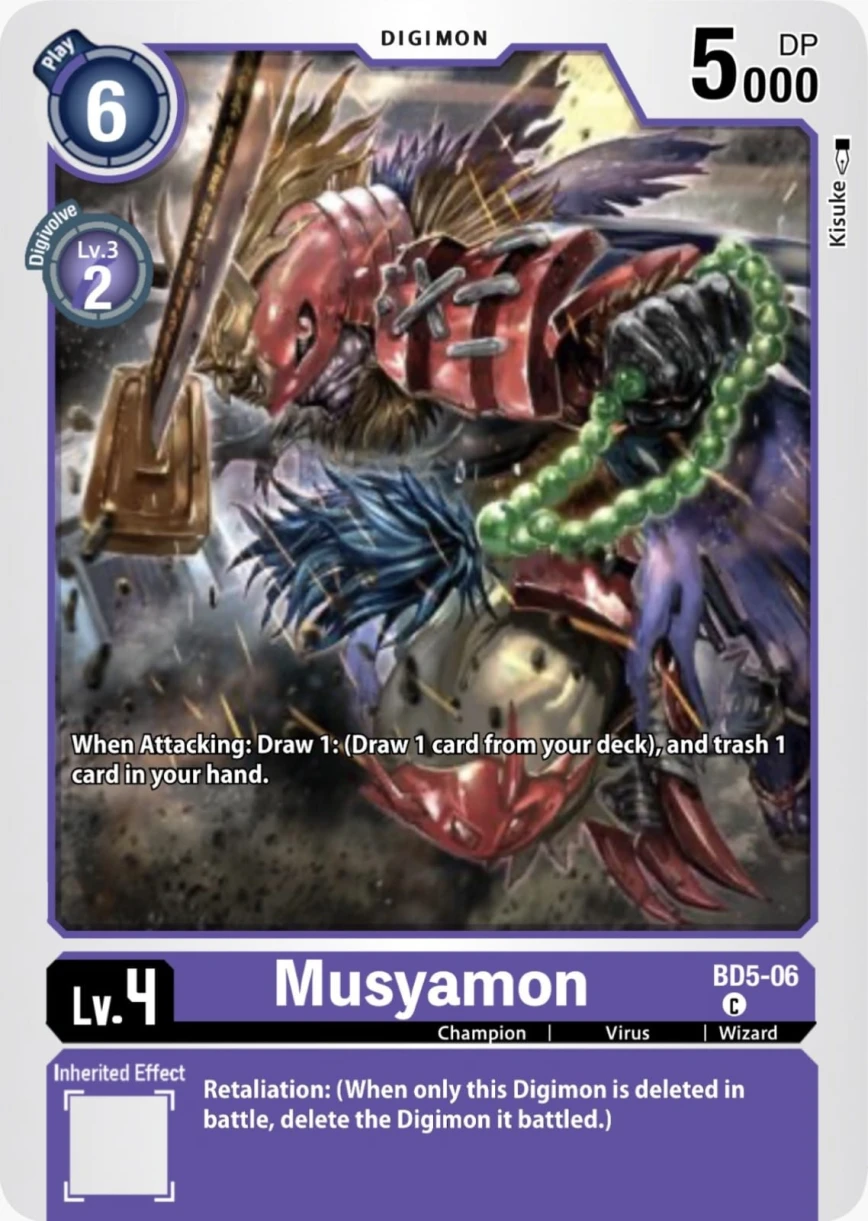 DIGIMON
Play
6
5000
DP
Kisuke
Digivolve
Lv.3
2
When Attacking: Draw 1: (Draw 1 card from your deck), and trash 1
card in your hand.
Lv.4
Musyamon
BD5-06
C
Champion | Virus | Wizard
Inherited Effect
Retaliation: (When only this Digimon is deleted in
battle, delete the Digimon it battled.)